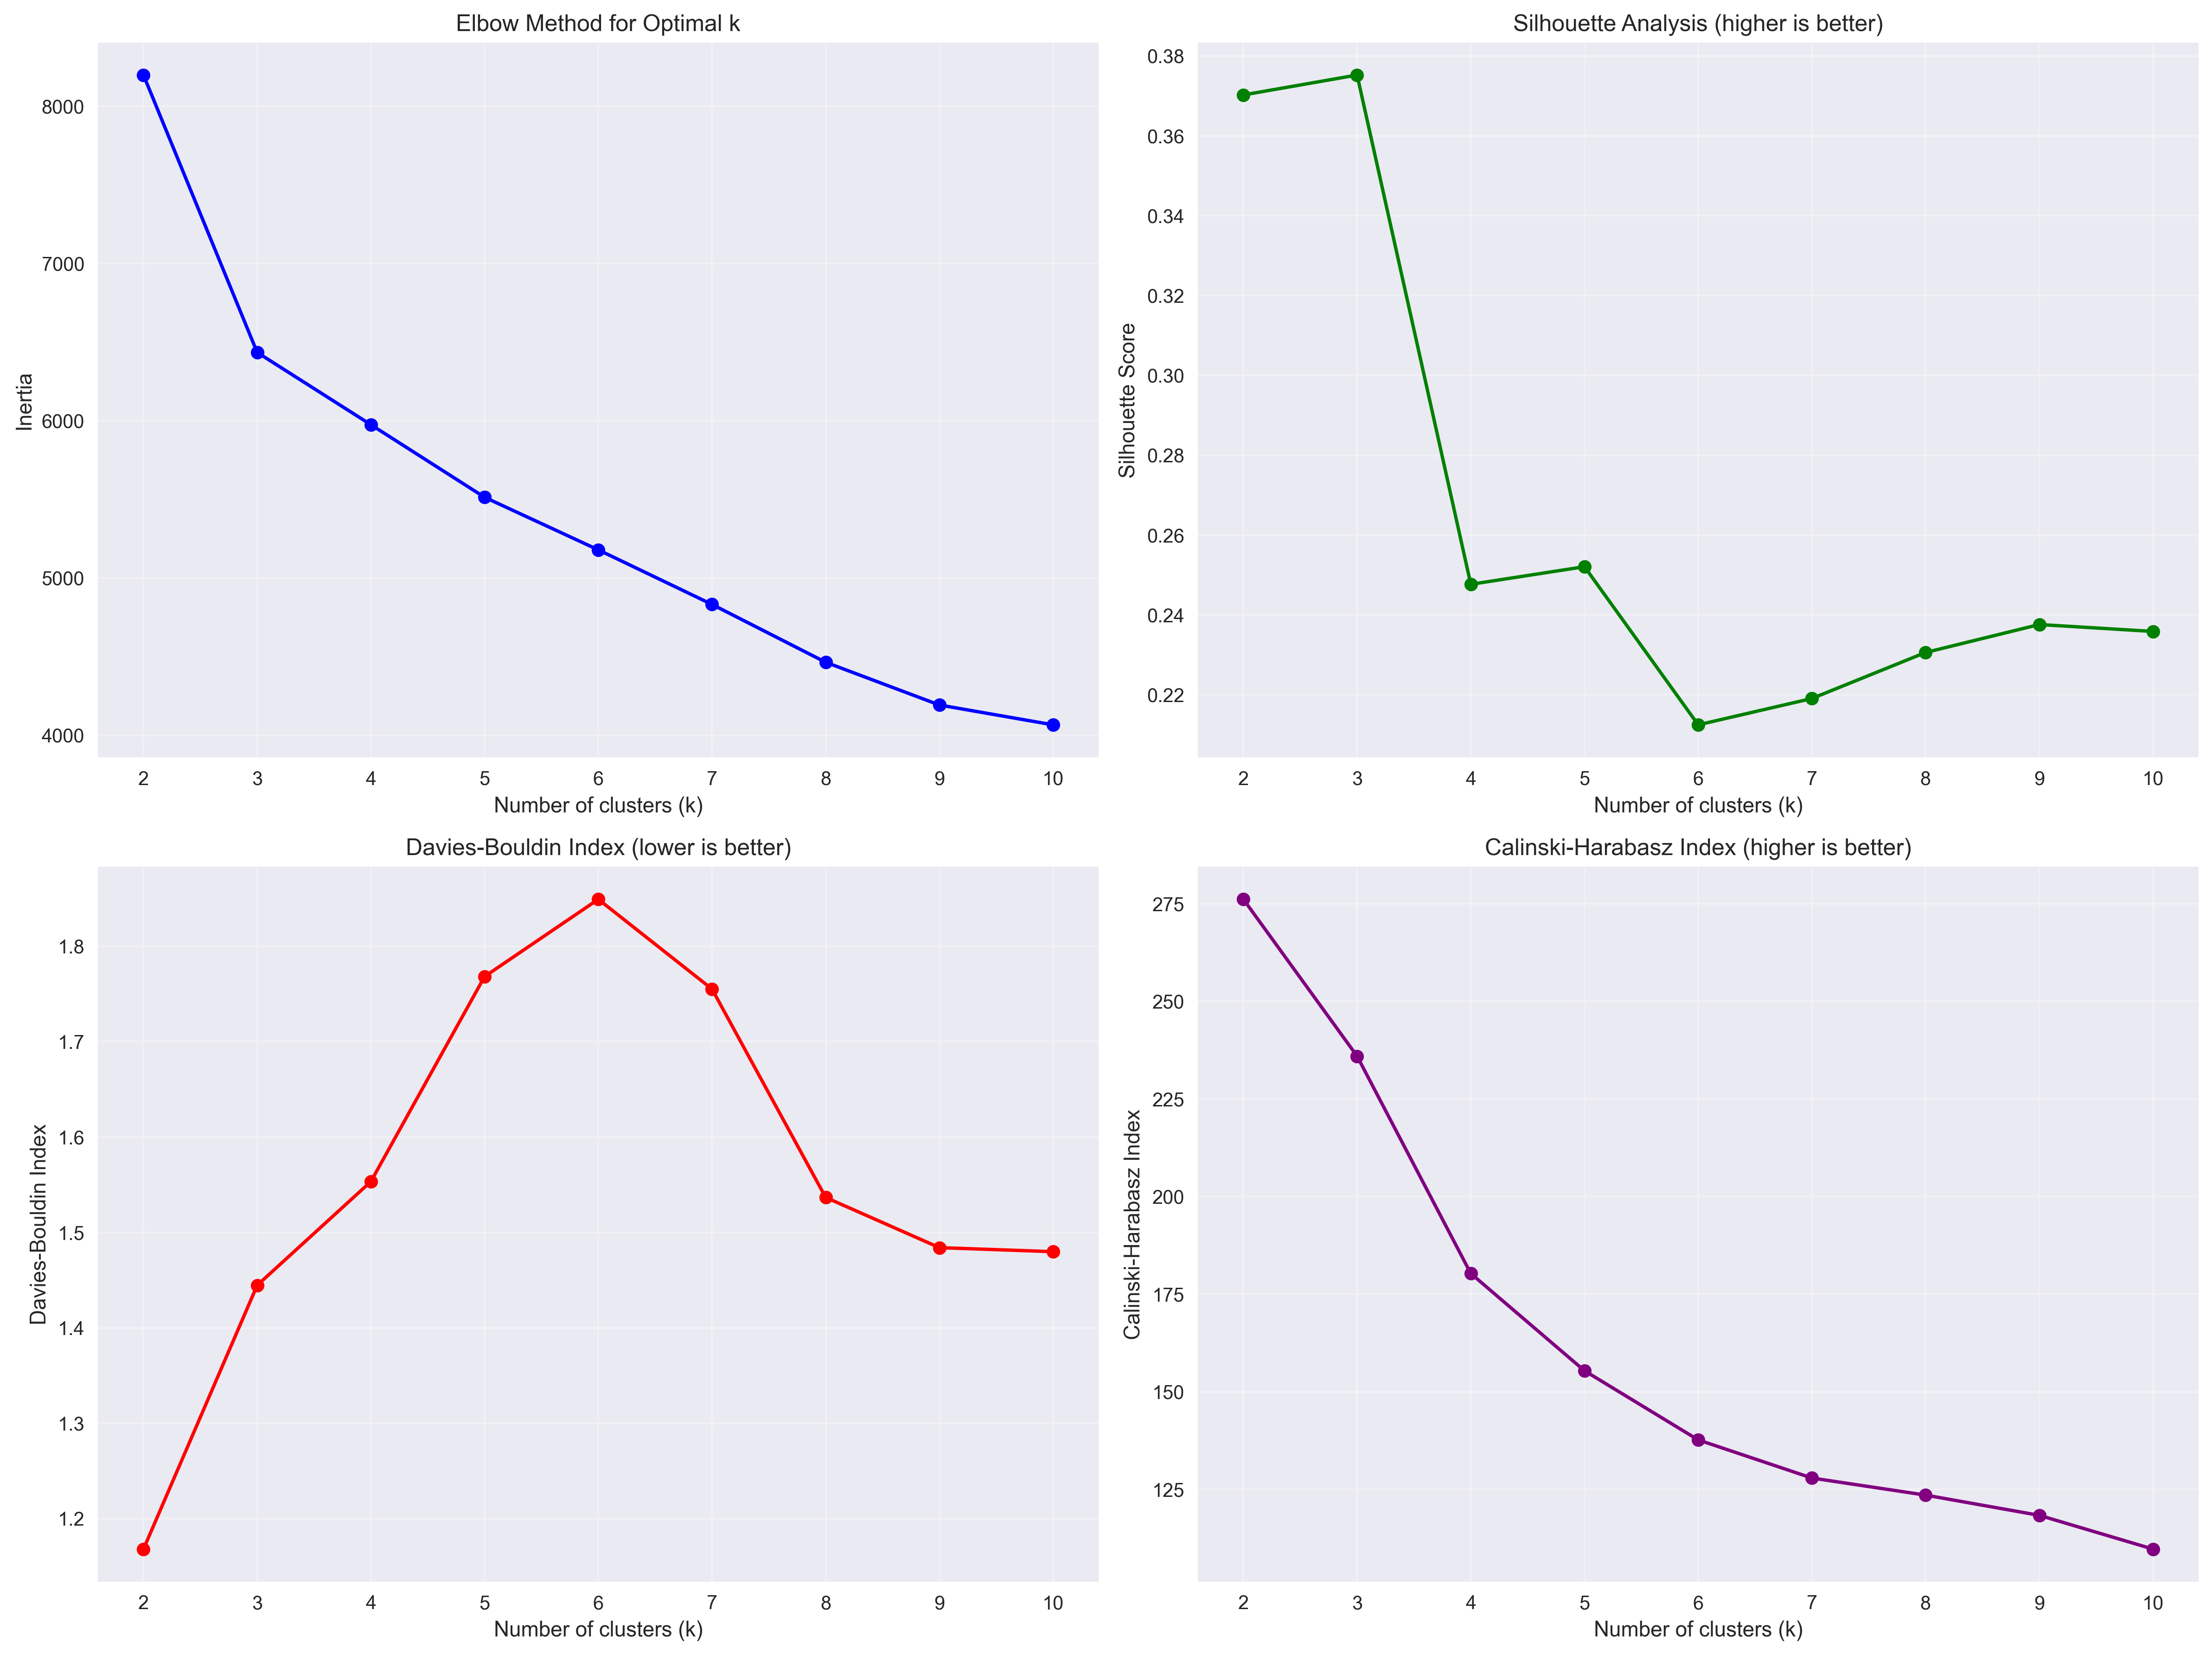 Elbow Method for Optimal k
8000
7000
6000
5000
4000
Inertia
2 3 4 5 6 7 8 9 10
Number of clusters (k)
Silhouette Analysis (higher is better)
0.38
0.36
0.34
0.32
0.30
0.28
0.26
0.24
0.22
Silhouette Score
2 3 4 5 6 7 8 9 10
Number of clusters (k)
Davies-Bouldin Index (lower is better)
1.8
1.7
1.6
1.5
1.4
1.3
1.2
Davies-Bouldin Index
2 3 4 5 6 7 8 9 10
Number of clusters (k)
Calinski-Harabasz Index (higher is better)
275
250
225
200
175
150
125
Calinski-Harabasz Index
2 3 4 5 6 7 8 9 10
Number of clusters (k)